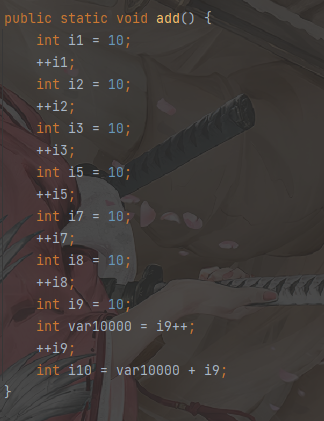 public static void add() {
    int i1 = 10;
    ++i1;
    int i2 = 10;
    ++i2;
    int i3 = 10;
    ++i3;
    int i5 = 10;
    ++i5;
    int i7 = 10;
    ++i7;
    int i8 = 10;
    ++i8;
    int i9 = 10;
    int var10000 = i9++;
    ++i9;
    int i10 = var10000 + i9;
}